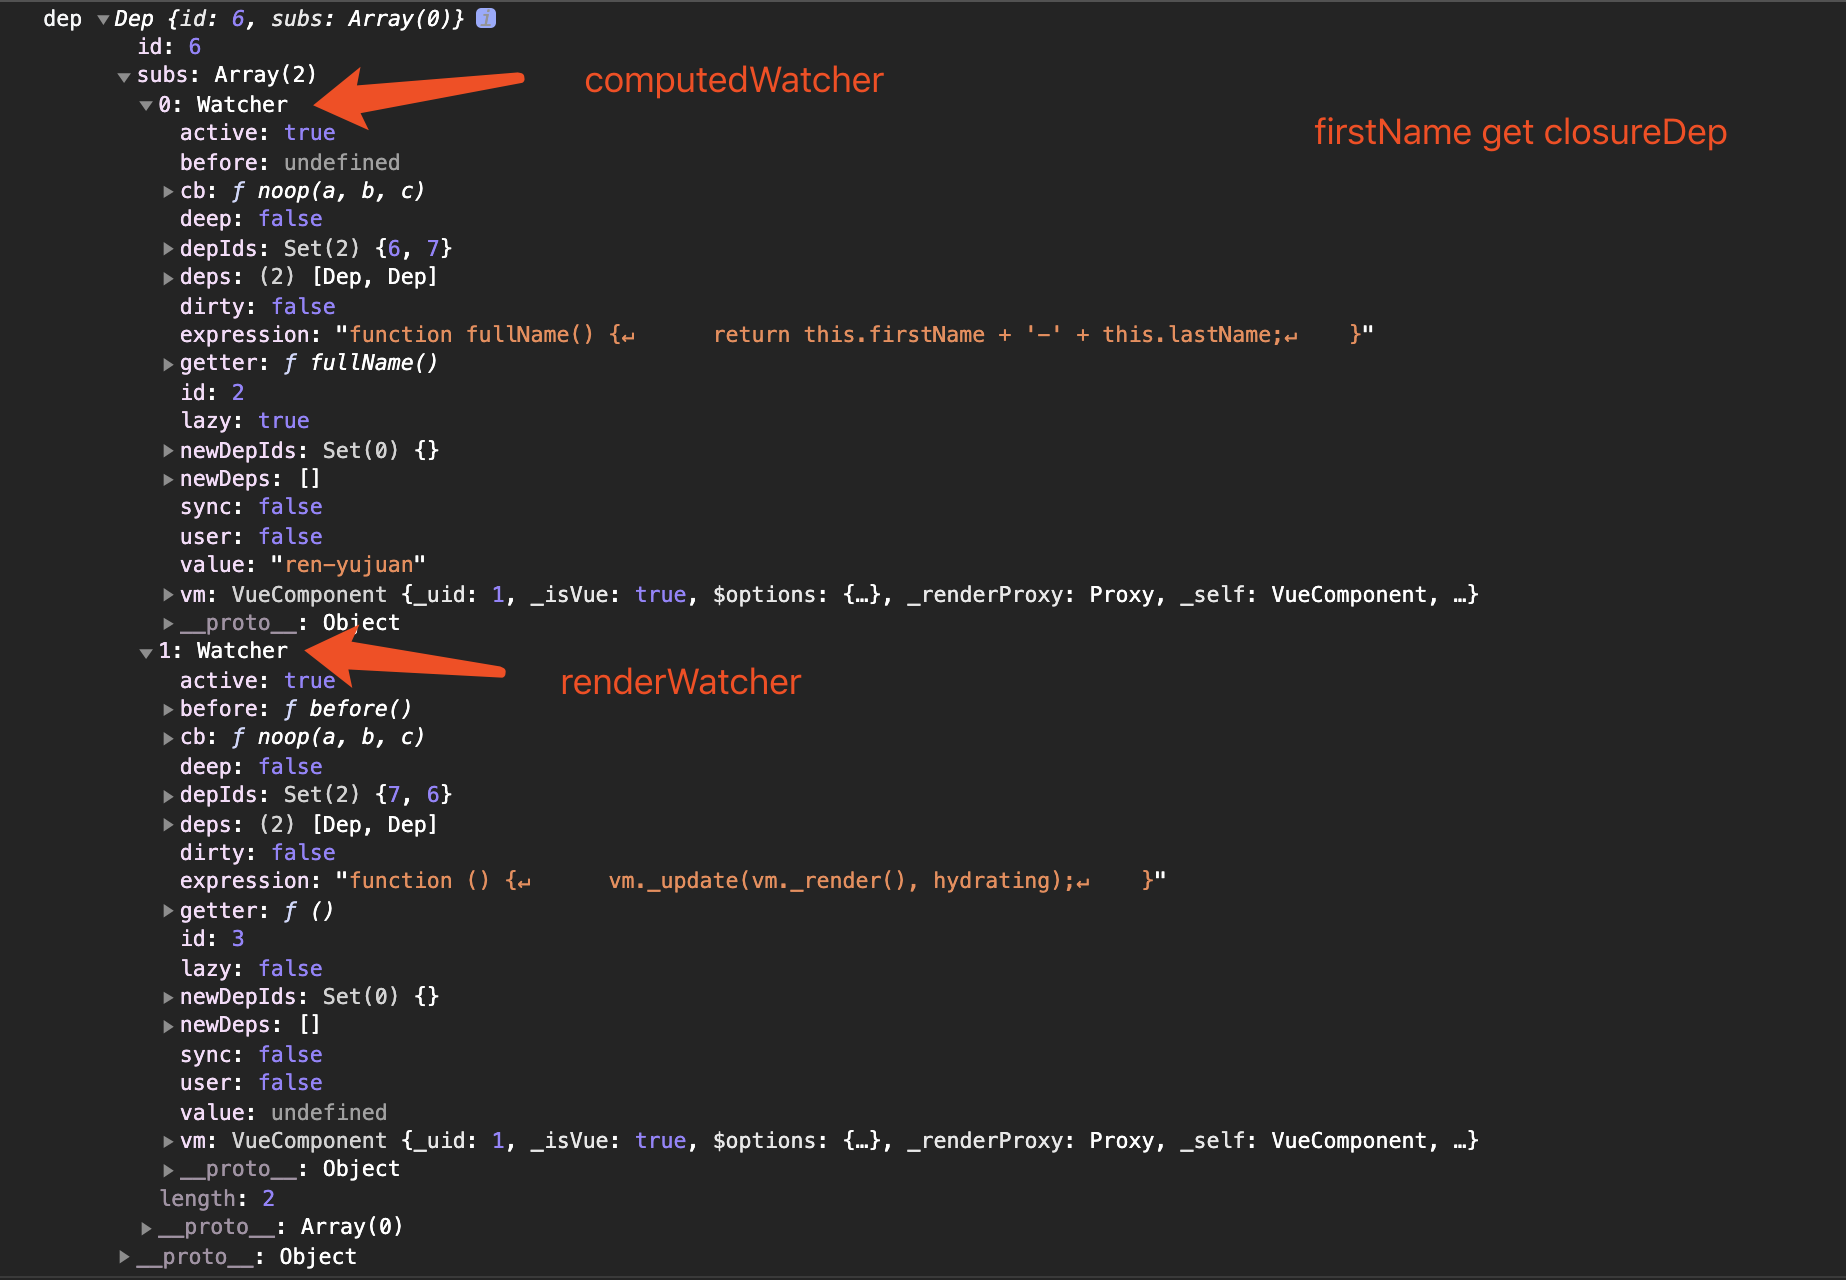 dep ▼Dep {id: 6, subs: Array(0)} i
id: 6
▼subs: Array(2)
computedWatcher
▼0: Watcher
firstName get closureDep
active: true
before: undefined
▶cb: ƒ noop(a, b, c)
deep: false
▶depIds: Set(2) {6, 7}
▶deps: (2) [Dep, Dep]
dirty: false
expression: "function fullName() {↵      return this.firstName + '-' + this.lastName;↵    }"
▶getter: ƒ fullName()
id: 2
lazy: true
▶newDepIds: Set(0) {}
▶newDeps: []
sync: false
user: false
value: "ren-yujuan"
▶vm: VueComponent {_uid: 1, _isVue: true, $options: {…}, _renderProxy: Proxy, _self: VueComponent, …}
▶__proto__: Object
▼1: Watcher
renderWatcher
active: true
▶before: ƒ before()
▶cb: ƒ noop(a, b, c)
deep: false
▶depIds: Set(2) {7, 6}
▶deps: (2) [Dep, Dep]
dirty: false
expression: "function () {↵      vm._update(vm._render(), hydrating);↵    }"
▶getter: ƒ ()
id: 3
lazy: false
▶newDepIds: Set(0) {}
▶newDeps: []
sync: false
user: false
value: undefined
▶vm: VueComponent {_uid: 1, _isVue: true, $options: {…}, _renderProxy: Proxy, _self: VueComponent, …}
▶__proto__: Object
length: 2
▶__proto__: Array(0)
▶__proto__: Object